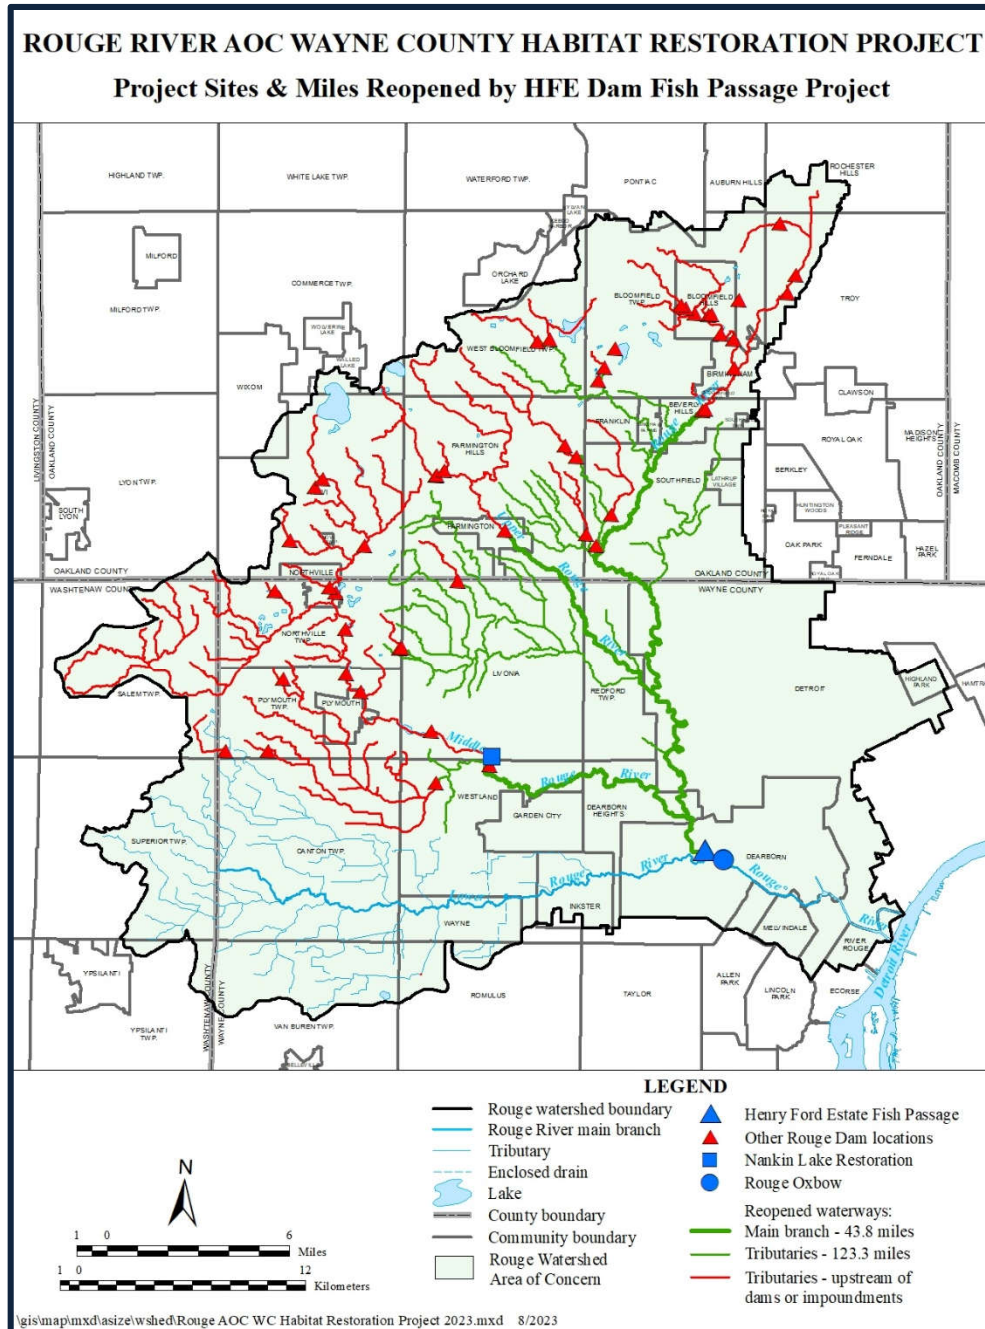 ROUGE RIVER AOC WAYNE COUNTY HABITAT RESTORATION PROJECT
Project Sites & Miles Reopened by HFE Dam Fish Passage Project
HIGHLAND TWP.
WHITE LAKE TWP.
WATERFORD TWP.
PONTIAC
AUBURN HILLS
ROCHESTER
HILLS
MILFORD
ORCHARD
LAKE
COMMERCE TWP.
MILFORD TWP.
BLOOMFIELD
TWP.
BLOOMFIELD
HILLS
TROY
WOLVERINE
LAKE
WALLED
LAKE
WEST BLOOMFIELD TWP.
WIXOM
BIRMINGHAM
CLAWSON
LIVINGSTON COUNTY
OAKLAND COUNTY
FRANKLIN
BEVERLY
HILLS
Rouge
ROYAL OAK
MADISON
HEIGHTS
OAKLAND COUNTY
MACOMB COUNTY
FARMINGTON
HILLS
BERKLEY
LYON TWP.
SOUTHFIELD
LATHRUP
VILLAGE
HUNTINGTON
WOODS
SOUTH
LYON
FARMINGTON
Upper
PLEASANT
RIDGE
OAK PARK
FERNDALE
HAZEL
PARK
OAKLAND COUNTY
WASHTENAW COUNTY
NORTHVILLE
Rouge
OAKLAND COUNTY
WAYNE COUNTY
NORTHVILLE
TWP.
River
LIVONIA
REDFORD TWP.
DETROIT
HIGHLAND
PARK
SALEM TWP.
PLYMOUTH
TWP.
PLYMOUTH
Middle
Rouge
River
WESTLAND
GARDEN CITY
DEARBORN
HEIGHTS
SUPERIOR TWP.
CANTON TWP.
DEARBORN
River
Rouge
Lower
Rouge*
INKSTER
WAYNE
MELVINDALE
River
RIVER
ROUGE
Detroit River
YPSILANTI
ROMULUS
TAYLOR
ALLEN
PARK
LINCOLN
PARK
ECORSE
YPSILANTI
TWP.
WASHTENAW COUNTY
WAYNE COUNTY
VAN BUREN TWP.
BELLEVILLE
LEGEND
Rouge watershed boundary
Rouge River main branch
Tributary
Enclosed drain
Lake
County boundary
Community boundary
Rouge Watershed
Area of Concern
Henry Ford Estate Fish Passage
Other Rouge Dam locations
Nankin Lake Restoration
Rouge Oxbow
Reopened waterways:
Main branch - 43.8 miles
Tributaries - 123.3 miles
Tributaries - upstream of
dams or impoundments
N
1 0 6
Miles
1 0 12
Kilometers
\gis\map\mxd\asize\wshed\Rouge AOC WC Habitat Restoration Project 2023.mxd 8/2023